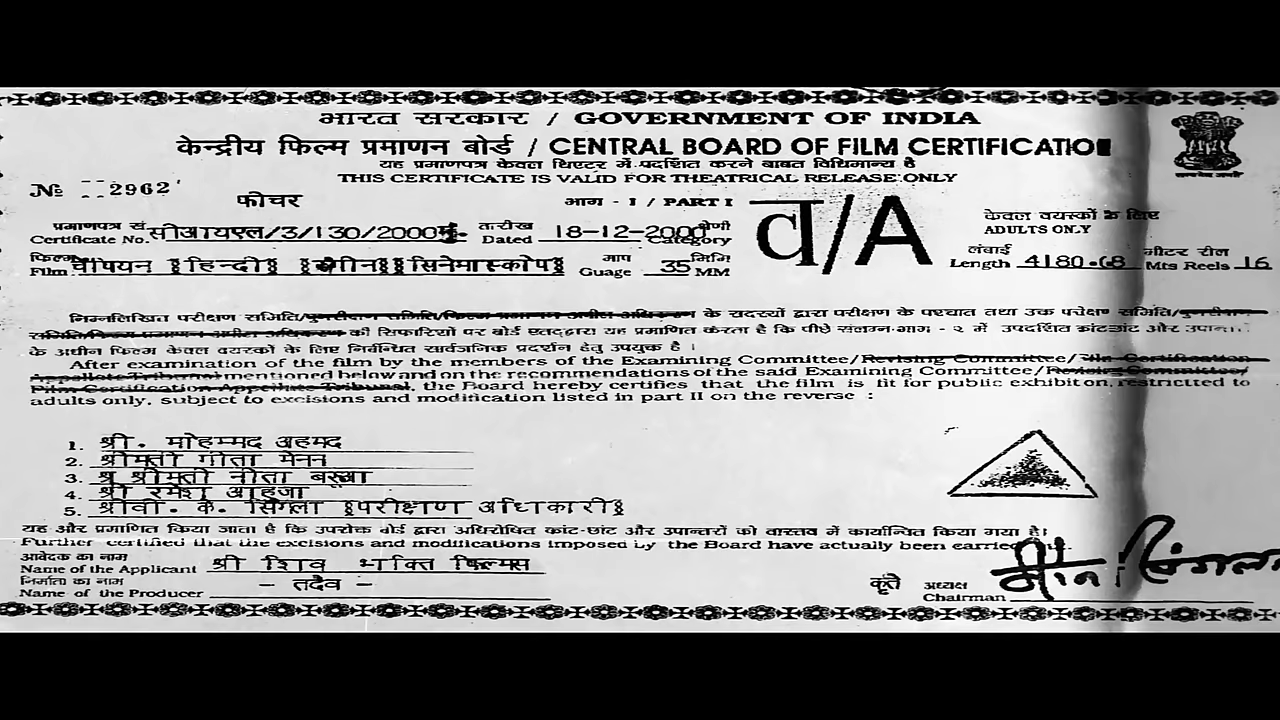 भारत सरकार / GOVERNMENT OF INDIA
केन्द्रीय फिल्म प्रमाणन बोर्ड / CENTRAL BOARD OF FILM CERTIFICATION
यह प्रमाणपत्र केवल थिएटर में प्रदर्शित करने बाबत विधिमान्य है
THIS CERTIFICATE IS VALID FOR THEATRICAL RELEASE ONLY
№ 2962
फीचर
भाग - I / PART I
व/A
केवल वयस्कों के लिए
ADULTS ONLY
प्रमाणपत्र सं. सीआयएल/3/130/2000मुं. तारीख 18-12-2000 श्रेणी
Certificate No. Dated Category
फिल्म चैंपियन हिन्दी रंगीन सिनेमास्कोप माप 35 मिमि लंबाई 4180.68 मीटर रील 16
Film Guage MM Length Mts Reels
निम्नलिखित परीक्षण समिति/पुनरीक्षण समिति/फिल्म प्रमाणन अपील अधिकरण के सदस्यों द्वारा परीक्षण के पश्चात तथा उक्त परीक्षण समिति/पुनरीक्षण
समिति/फिल्म प्रमाणन अपील अधिकरण की सिफारिशों पर बोर्ड एतद्द्वारा यह प्रमाणित करता है कि पीछे संलग्न भाग - २ में उपदर्शित कांटछांट और
के अधीन फिल्म केवल वयस्कों के लिए निर्बन्धित सार्वजनिक प्रदर्शन हेतु उपयुक्त है ।
After examination of the film by the members of the Examining Committee/Revising Committee/Film Certification
Appellate Tribunal mentioned below and on the recommendations of the said Examining Committee/Revising Committee/
Film Certification Appellate Tribunal, the Board hereby certifies that the film is fit for public exhibition, restricted to
adults only, subject to excisions and modification listed in part II on the reverse :
1. श्री. मोहम्मद अहमद
2. श्रीमती गीता मेनन
3. श्रीमती नीता बरुआ
4. श्री रमेश आहुजा
5. श्री वी. के. सिंगला परीक्षण अधिकारी
यह और प्रमाणित किया जाता है कि उपरोक्त बोर्ड द्वारा अधिरोपित कांट-छांट और उपान्तरों को वास्तव में कार्यान्वित किया गया है।
Further certified that the excisions and modifications imposed by the Board have actually been carried
आवेदक का नाम
Name of the Applicant श्री शिव भक्ति फिल्मस
निर्माता का नाम
Name of the Producer - तदैव -
कृते अध्यक्ष
Chairman